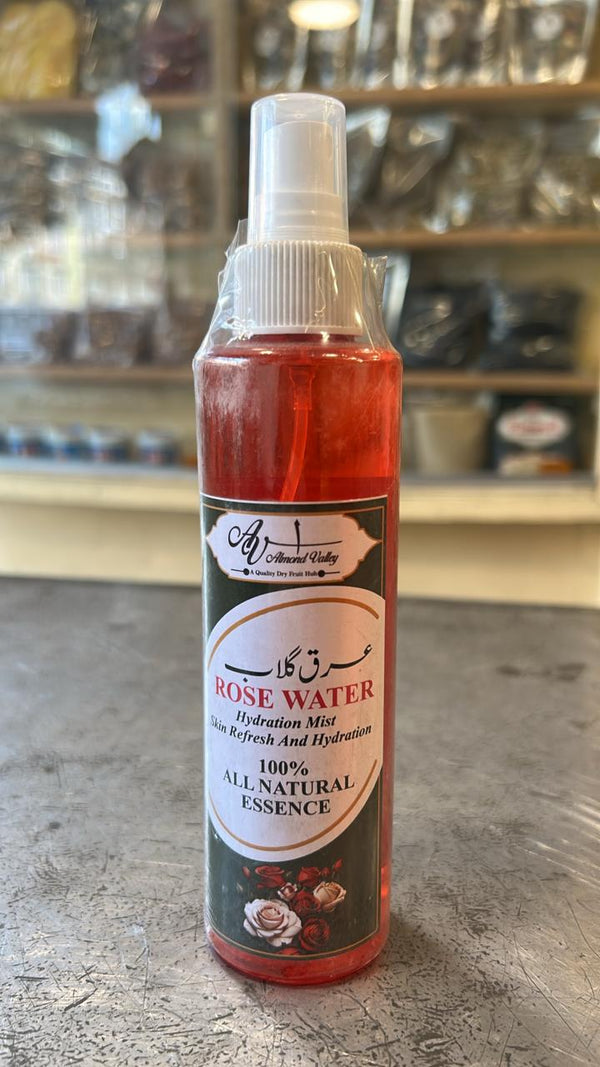 AV
Almond Valley
A Quality Dry Fruit Hub
عرق گلاب
ROSE WATER
Hydration Mist
Skin Refresh And Hydration
100%
ALL NATURAL
ESSENCE